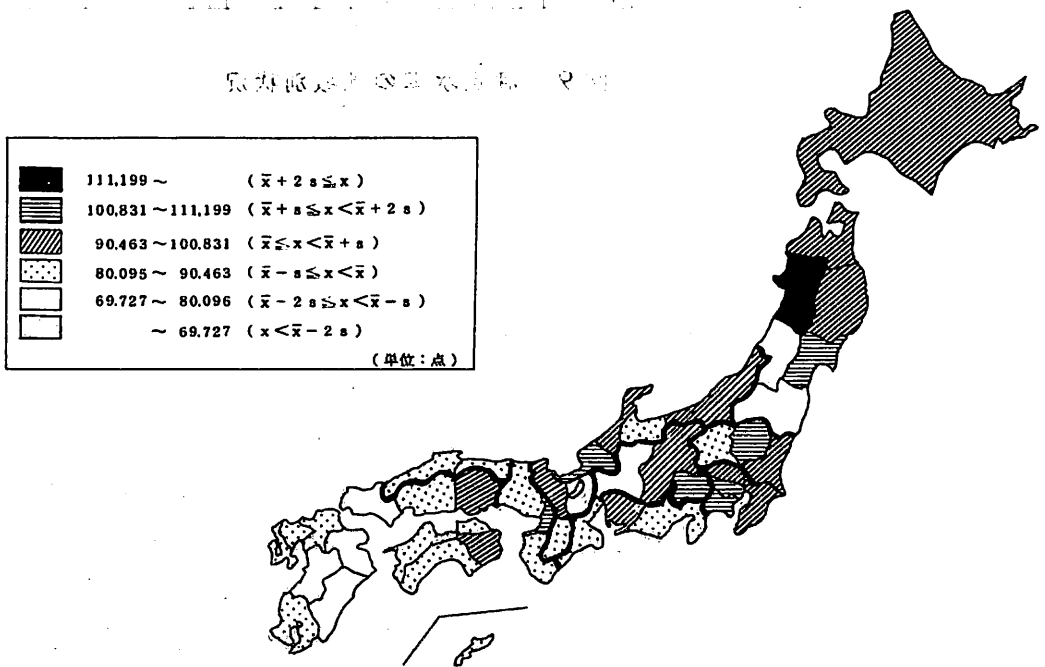 111,199～ ( x̄＋2 s≦x )
100,831～111,199 ( x̄＋s≦x＜x̄＋2 s )
90.463～100.831 ( x̄≦x＜x̄＋s )
80.095～ 90.463 ( x̄－s≦x＜x̄ )
69.727～ 80.096 ( x̄－2 s≦x＜x̄－s )
～ 69.727 ( x＜x̄－2 s )
(単位：点)